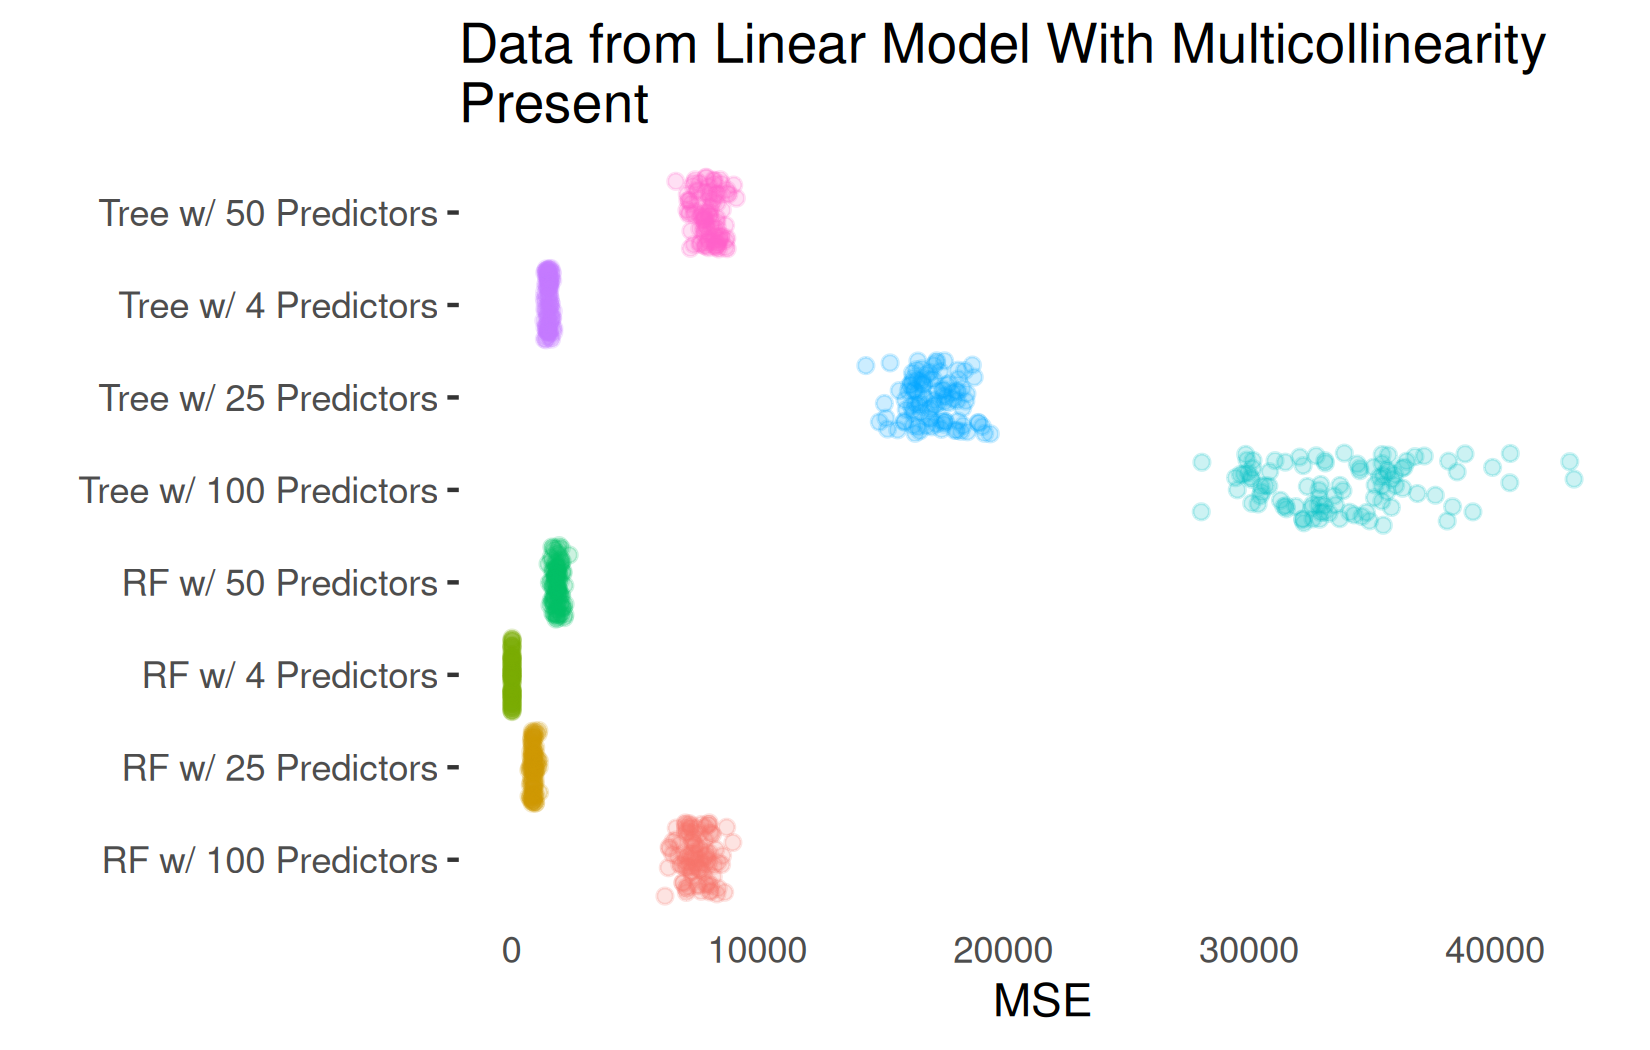 Data from Linear Model With Multicollinearity
Present
Tree w/ 50 Predictors
Tree w/ 4 Predictors
Tree w/ 25 Predictors
Tree w/ 100 Predictors
RF w/ 50 Predictors
RF w/ 4 Predictors
RF w/ 25 Predictors
RF w/ 100 Predictors
0 10000 20000 30000 40000
MSE